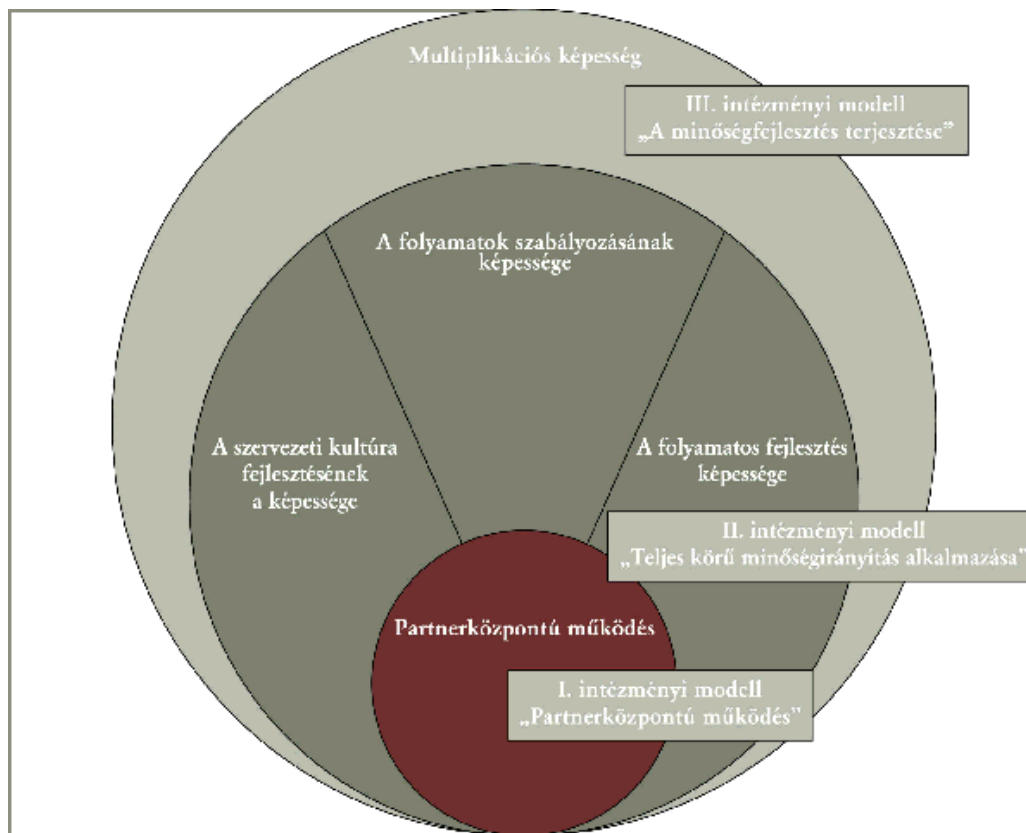 Multiplikációs képesség
III. intézményi modell
„A minőségfejlesztés terjesztése”
A folyamatok szabályozásának
képessége
A szervezeti kultúra
fejlesztésének
a képessége
A folyamatos fejlesztés
képessége
II. intézményi modell
„Teljes körű minőségirányítás alkalmazása”
Partnerközpontú működés
I. intézményi modell
„Partnerközpontú működés”